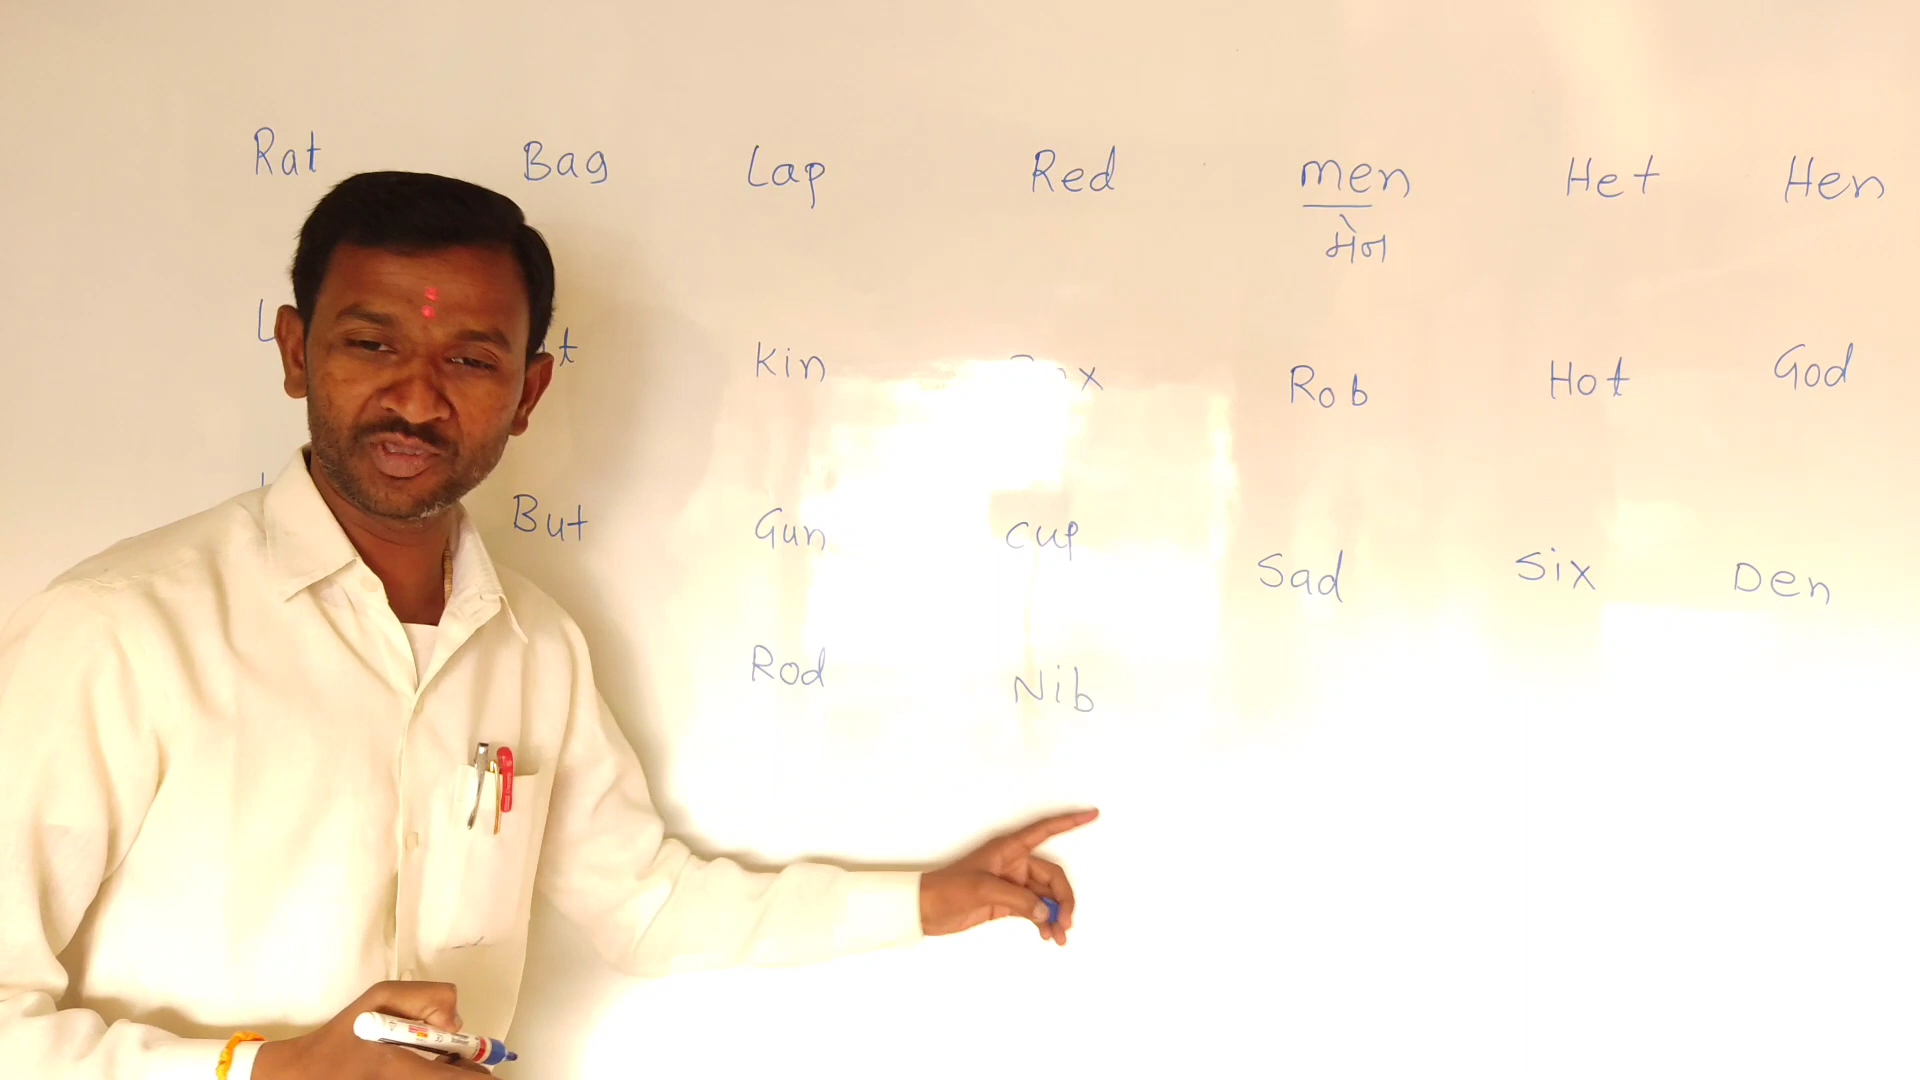 Rat Bag Lap Red men Het Hen
મેન
Kin Rob Hot God
But Gun Cup Sad Six Den
Rod Nib